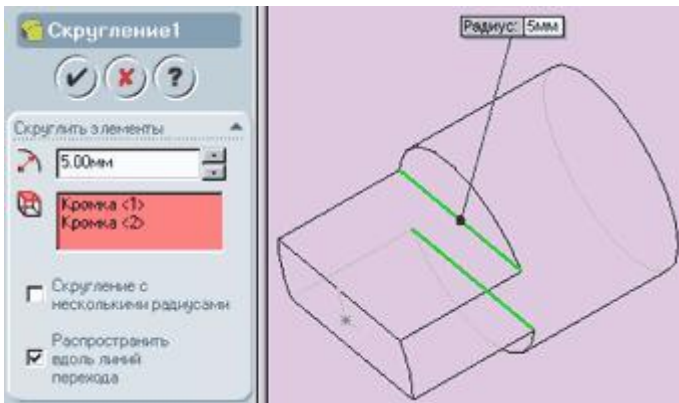 Скругление1
?
Скруглить элементы
5.00мм
Кромка <1>
Кромка <2>
Скругление с
несколькими радиусами
Распространить
вдоль линий
перехода
Радиус: 5мм